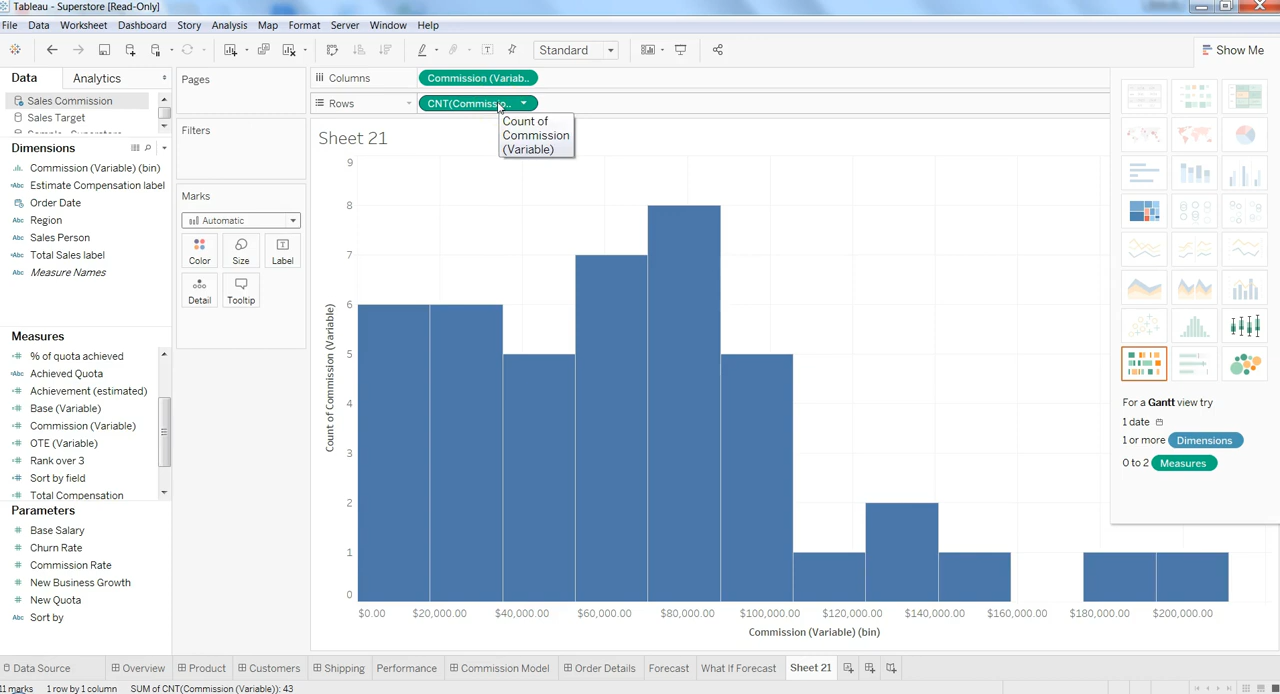 Tableau - Superstore [Read-Only]
File Data Worksheet Dashboard Story Analysis Map Format Server Window Help
Standard
Show Me
Data Analytics
Sales Commission
Sales Target
Dimensions
Commission (Variable) (bin)
Estimate Compensation label
Order Date
Region
Sales Person
Total Sales label
Measure Names
Measures
% of quota achieved
Achieved Quota
Achievement (estimated)
Base (Variable)
Commission (Variable)
OTE (Variable)
Rank over 3
Sort by field
Total Compensation
Parameters
Base Salary
Churn Rate
Commission Rate
New Business Growth
New Quota
Sort by
Pages
Filters
Marks
Automatic
Color Size Label
Detail Tooltip
Columns Commission (Variab..
Rows CNT(Commissio..
Count of
Commission
(Variable)
Sheet 21
9
8
7
6
5
4
3
2
1
0
Count of Commission (Variable)
$0.00 $20,000.00 $40,000.00 $60,000.00 $80,000.00 $100,000.00 $120,000.00 $140,000.00 $160,000.00 $180,000.00 $200,000.00
Commission (Variable) (bin)
For a Gantt view try
1 date
1 or more Dimensions
0 to 2 Measures
Data Source Overview Product Customers Shipping Performance Commission Model Order Details Forecast What If Forecast Sheet 21
11 marks 1 row by 1 column SUM of CNT(Commission (Variable)): 43